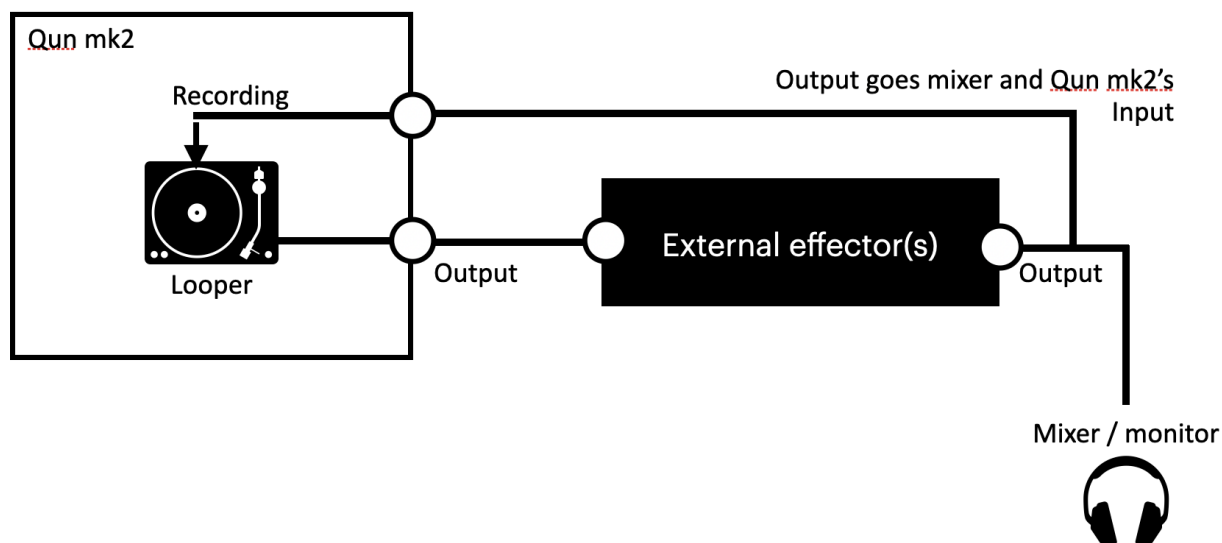 Qun mk2
Output goes mixer and Qun mk2's
Input
Recording
Looper
Output
External effector(s)
Output
Mixer / monitor